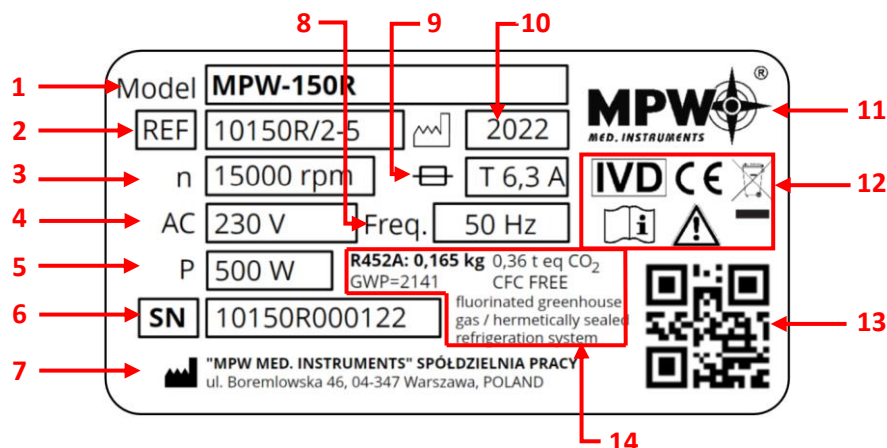 8 9 10
1 Model MPW-150R ®
MPW 11
MED. INSTRUMENTS
2 REF 10150R/2-5 2022
3 n 15000 rpm T 6,3 A
IVD CE 12
i !
4 AC 230 V Freq. 50 Hz
5 P 500 W R452A: 0,165 kg 0,36 t eq CO₂
GWP=2141 CFC FREE
fluorinated greenhouse
gas / hermetically sealed
refrigeration system
6 SN 10150R000122
13
7 "MPW MED. INSTRUMENTS" SPÓŁDZIELNIA PRACY
ul. Boremlowska 46, 04-347 Warszawa, POLAND
14